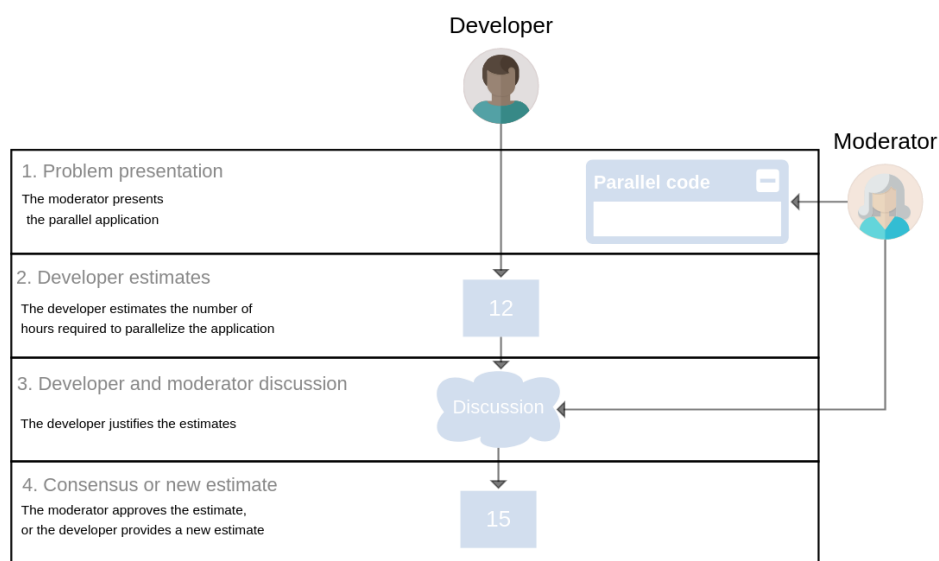 Developer
Moderator
1. Problem presentation
The moderator presents
the parallel application
Parallel code
2. Developer estimates
The developer estimates the number of
hours required to parallelize the application
12
3. Developer and moderator discussion
The developer justifies the estimates
Discussion
4. Consensus or new estimate
The moderator approves the estimate,
or the developer provides a new estimate
15